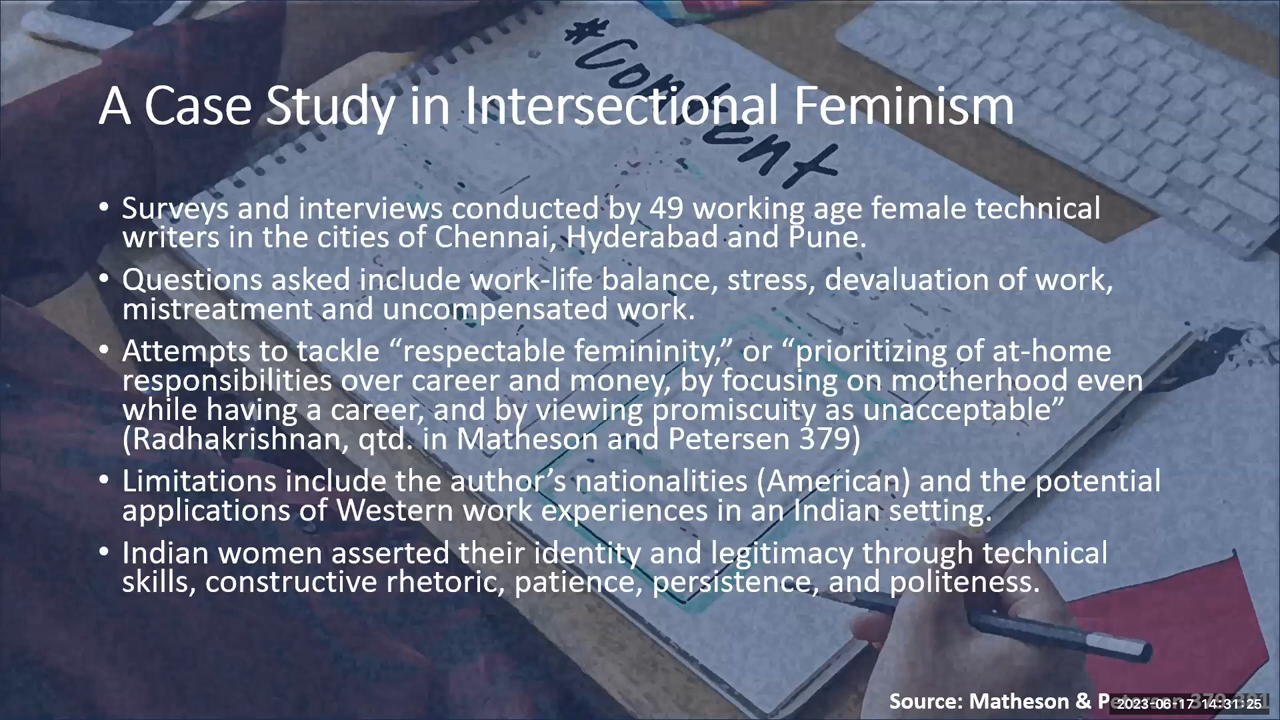 #Content
A Case Study in Intersectional Feminism
• Surveys and interviews conducted by 49 working age female technical
writers in the cities of Chennai, Hyderabad and Pune.
• Questions asked include work-life balance, stress, devaluation of work,
mistreatment and uncompensated work.
• Attempts to tackle “respectable femininity,” or “prioritizing of at-home
responsibilities over career and money, by focusing on motherhood even
while having a career, and by viewing promiscuity as unacceptable”
(Radhakrishnan, qtd. in Matheson and Petersen 379)
• Limitations include the author’s nationalities (American) and the potential
applications of Western work experiences in an Indian setting.
• Indian women asserted their identity and legitimacy through technical
skills, constructive rhetoric, patience, persistence, and politeness.
Source: Matheson &
2023-06-17 14:31:25